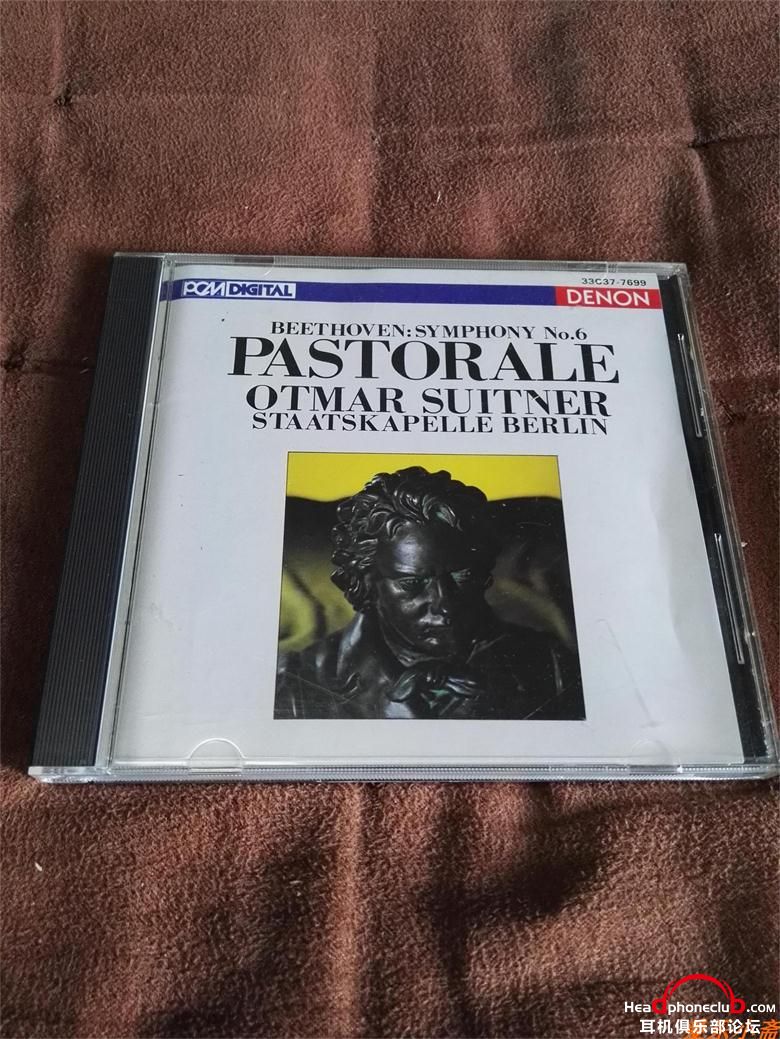 33C37-7699
PCM DIGITAL
DENON
BEETHOVEN: SYMPHONY No.6
PASTORALE
OTMAR SUITNER
STAATSKAPELLE BERLIN
Headphoneclub.com
耳机俱乐部论坛